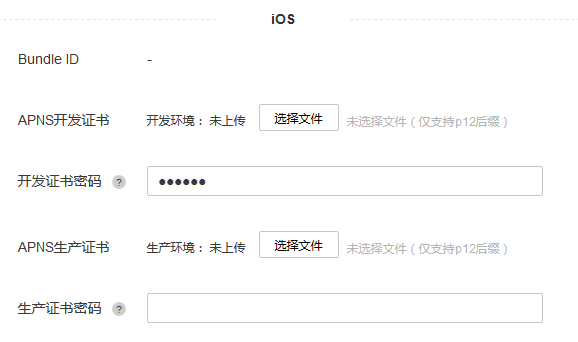 iOS
Bundle ID -
APNS开发证书 开发环境： 未上传 选择文件 未选择文件（仅支持p12后缀）
开发证书密码 ? ●●●●●●
APNS生产证书 生产环境： 未上传 选择文件 未选择文件（仅支持p12后缀）
生产证书密码 ?